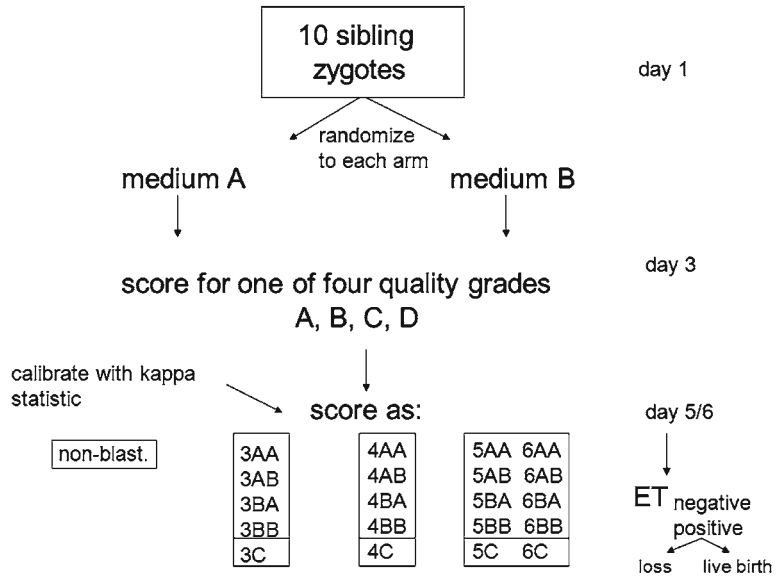 10 sibling
zygotes
day 1
randomize
to each arm
medium A
medium B
day 3
score for one of four quality grades
A, B, C, D
calibrate with kappa
statistic
score as:
day 5/6
non-blast.
3AA
3AB
3BA
3BB
3C
4AA
4AB
4BA
4BB
4C
5AA 6AA
5AB 6AB
5BA 6BA
5BB 6BB
5C 6C
ET negative
positive
loss live birth